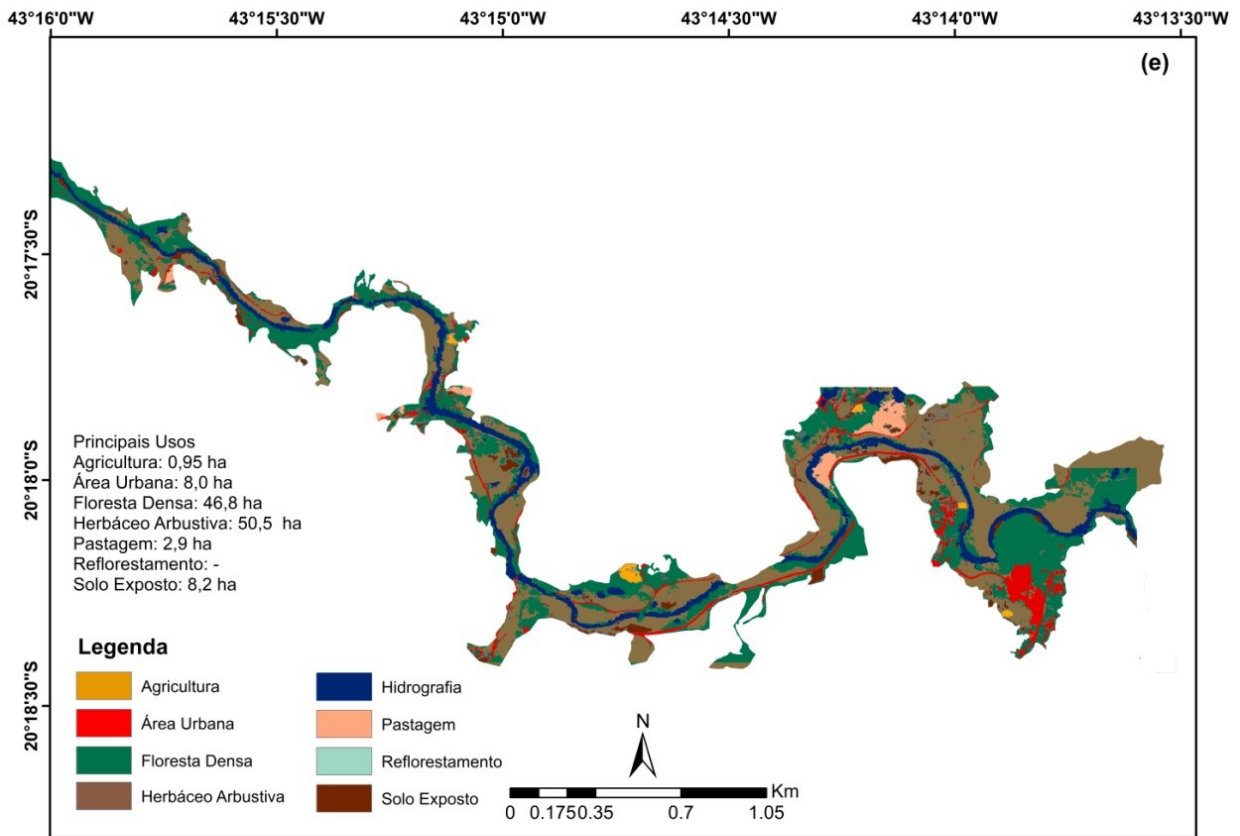 43°16'0"W 43°15'30"W 43°15'0"W 43°14'30"W 43°14'0"W 43°13'30"W
(e)
20°17'30"S
20°18'0"S
20°18'30"S
Principais Usos
Agricultura: 0,95 ha
Área Urbana: 8,0 ha
Floresta Densa: 46,8 ha
Herbáceo Arbustiva: 50,5 ha
Pastagem: 2,9 ha
Reflorestamento: -
Solo Exposto: 8,2 ha
Legenda
Agricultura
Área Urbana
Floresta Densa
Herbáceo Arbustiva
Hidrografia
Pastagem
Reflorestamento
Solo Exposto
N
Km
0 0.1750.35 0.7 1.05